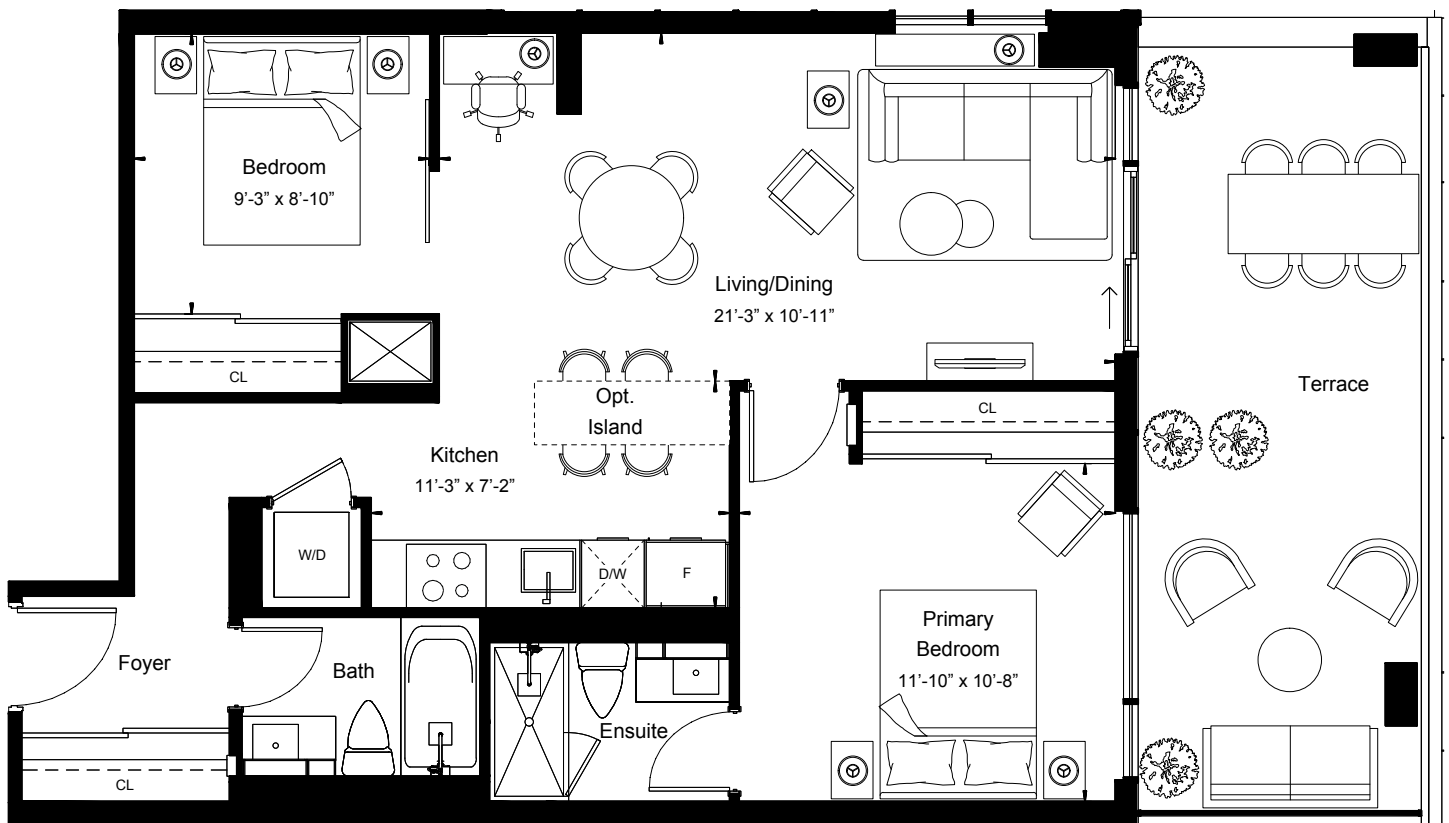 Bedroom
9’-3” x 8’-10”
CL
Living/Dining
21’-3” x 10’-11”
Opt.
Island
CL
Terrace
Kitchen
11’-3” x 7’-2”
W/D
D/W
F
Foyer
Bath
Ensuite
Primary
Bedroom
11’-10” x 10’-8”
CL